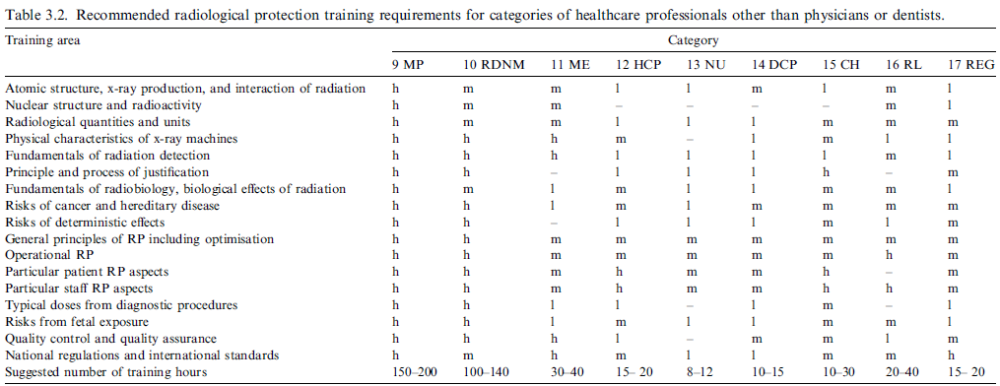 Table 3.2. Recommended radiological protection training requirements for categories of healthcare professionals other than physicians or dentists.
Training area Category
9 MP 10 RDNM 11 ME 12 HCP 13 NU 14 DCP 15 CH 16 RL 17 REG
Atomic structure, x-ray production, and interaction of radiation h m m l l m l m l
Nuclear structure and radioactivity h m m – – – – m l
Radiological quantities and units h m m l l l m m m
Physical characteristics of x-ray machines h h h m – l m l l
Fundamentals of radiation detection h h h l l l l m l
Principle and process of justification h h – l l l h – m
Fundamentals of radiobiology, biological effects of radiation h m l m l l m m l
Risks of cancer and hereditary disease h h l m l m m m m
Risks of deterministic effects h h – l l l m l m
General principles of RP including optimisation h h m m m m m m m
Operational RP h h m m m m m h m
Particular patient RP aspects h h m h m m h – m
Particular staff RP aspects h h m h m m h h m
Typical doses from diagnostic procedures h h l l – l m – l
Risks from fetal exposure h h l m l l m m l
Quality control and quality assurance h h h l – m m l m
National regulations and international standards h m h m l l m m h
Suggested number of training hours 150–200 100–140 30–40 15– 20 8–12 10–15 10–30 20–40 15– 20